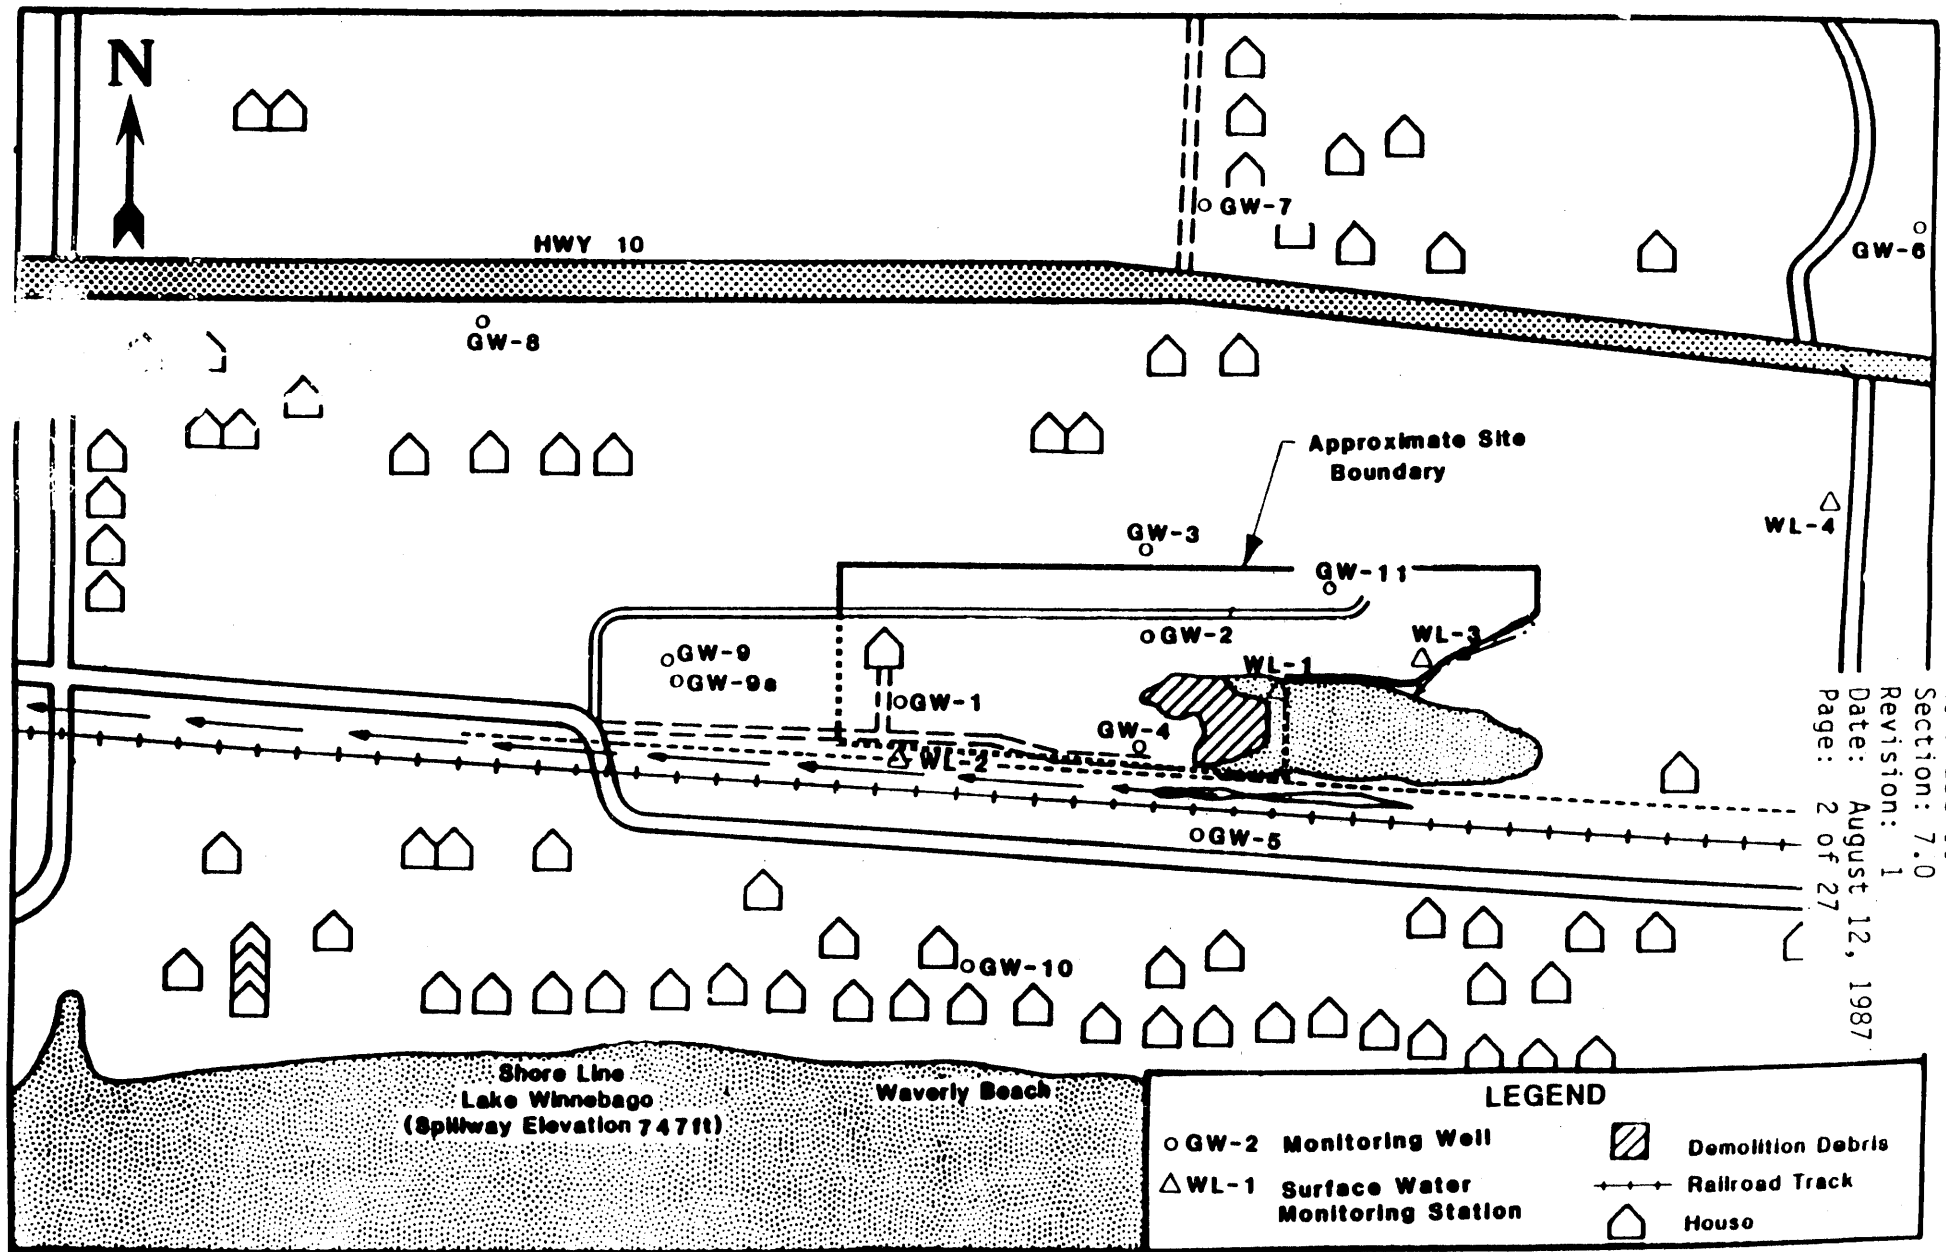 N
HWY 10
GW-7
GW-6
GW-8
Approximate Site
Boundary
WL-4
GW-3
GW-11
GW-2
WL-3
GW-9
GW-9a
WL-1
GW-1
GW-4
WL-2
GW-5
GW-10
Section: 7.0
Revision: 1
Date: August 12, 1987
Page: 2 of 27
Shore Line
Lake Winnebago
(Spillway Elevation 747ft)
Waverly Beach
LEGEND
GW-2 Monitoring Well
WL-1 Surface Water
Monitoring Station
Demolition Debris
Railroad Track
House